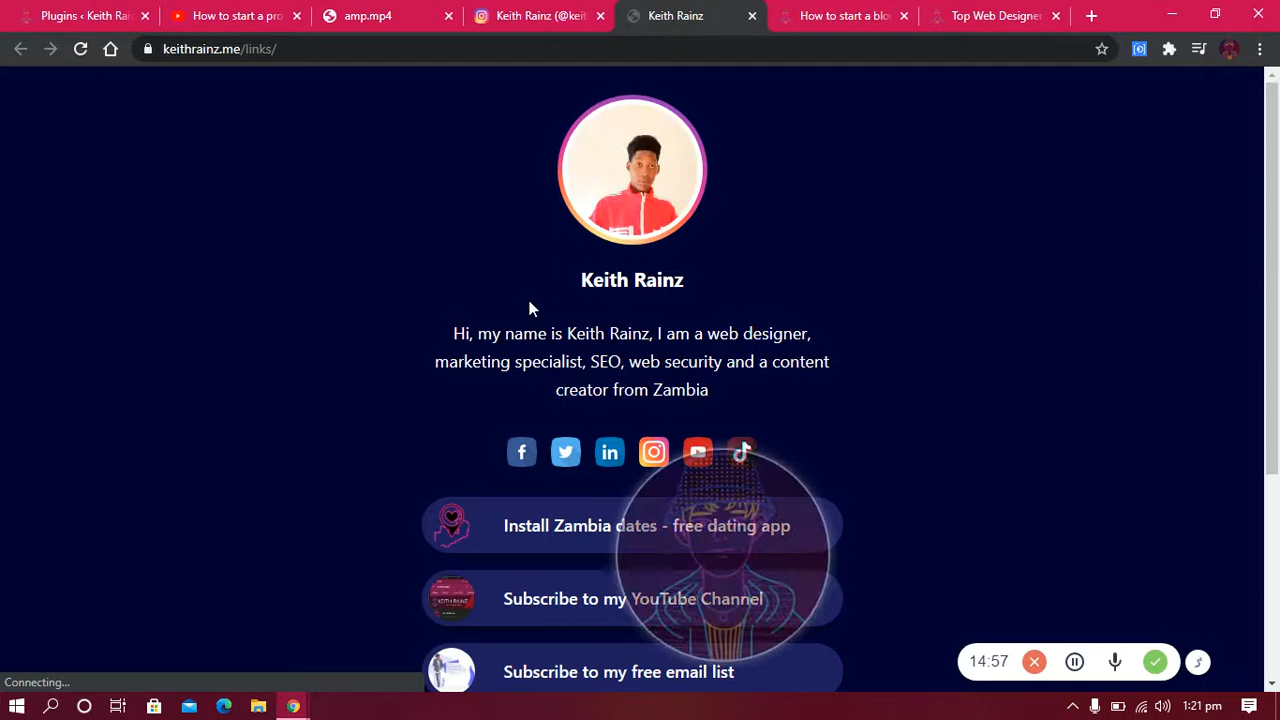 Plugins ‹ Keith Rai
How to start a pro
amp.mp4
Keith Rainz (@keit
Keith Rainz
How to start a blo
Top Web Designer
keithrainz.me/links/
Keith Rainz
Hi, my name is Keith Rainz, I am a web designer,
marketing specialist, SEO, web security and a content
creator from Zambia
Install Zambia dates - free dating app
Subscribe to my YouTube Channel
Subscribe to my free email list
14:57
Connecting...
1:21 pm